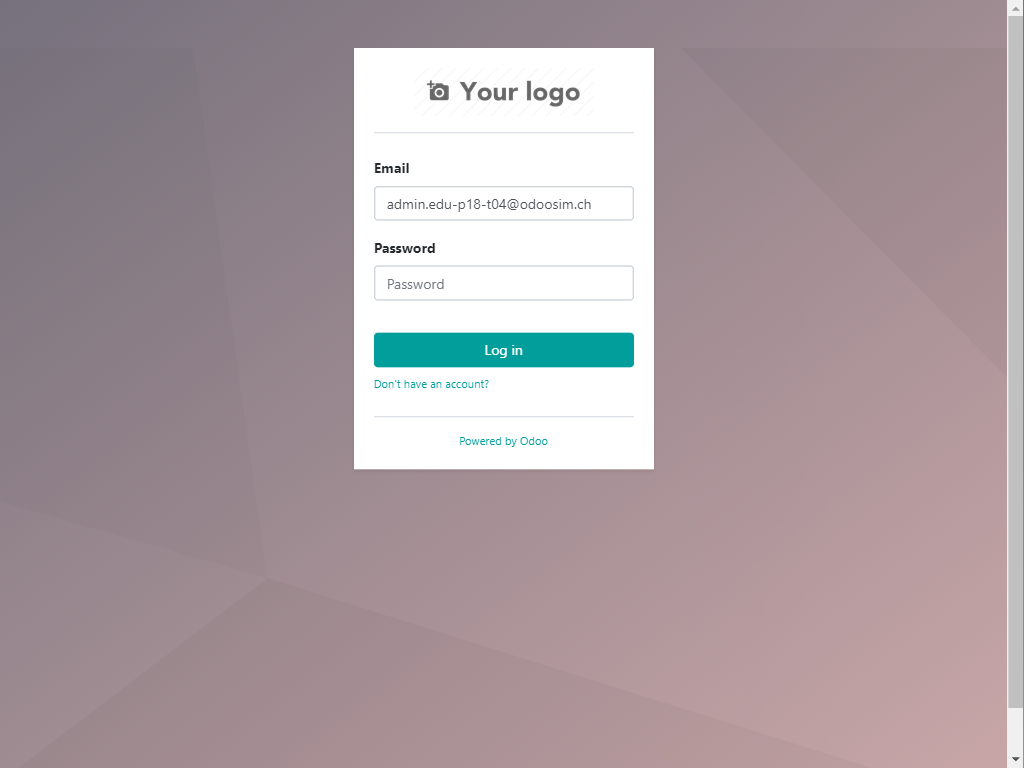 Your logo
Email
admin.edu-p18-t04@odoosim.ch
Password
Password
Log in
Don't have an account?
Powered by Odoo